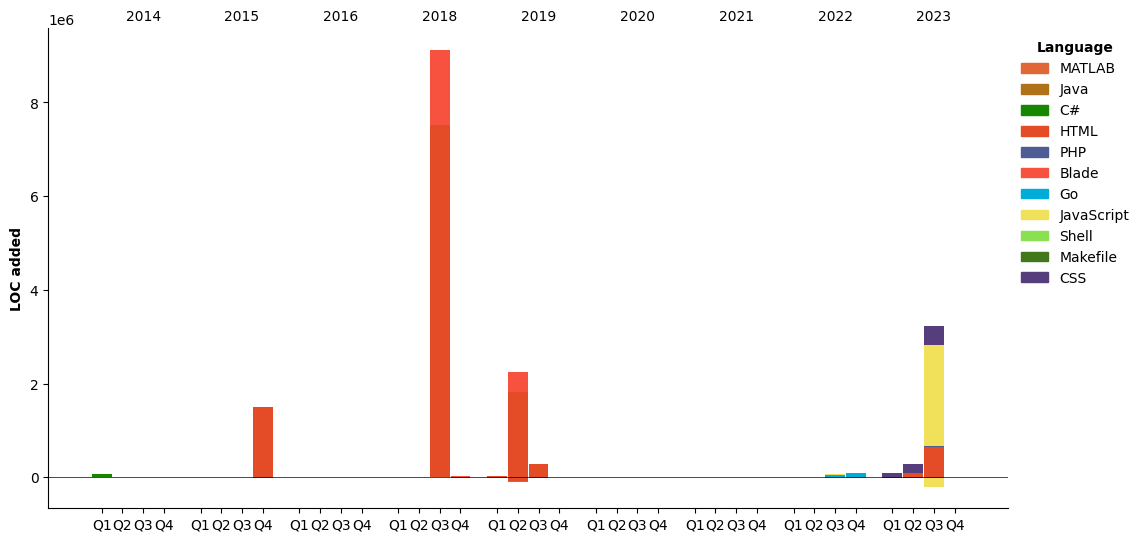 1e6
2014 2015 2016 2018 2019 2020 2021 2022 2023
LOC added
8
6
4
2
0
Q1 Q2 Q3 Q4 Q1 Q2 Q3 Q4 Q1 Q2 Q3 Q4 Q1 Q2 Q3 Q4 Q1 Q2 Q3 Q4 Q1 Q2 Q3 Q4 Q1 Q2 Q3 Q4 Q1 Q2 Q3 Q4 Q1 Q2 Q3 Q4
Language
MATLAB
Java
C#
HTML
PHP
Blade
Go
JavaScript
Shell
Makefile
CSS